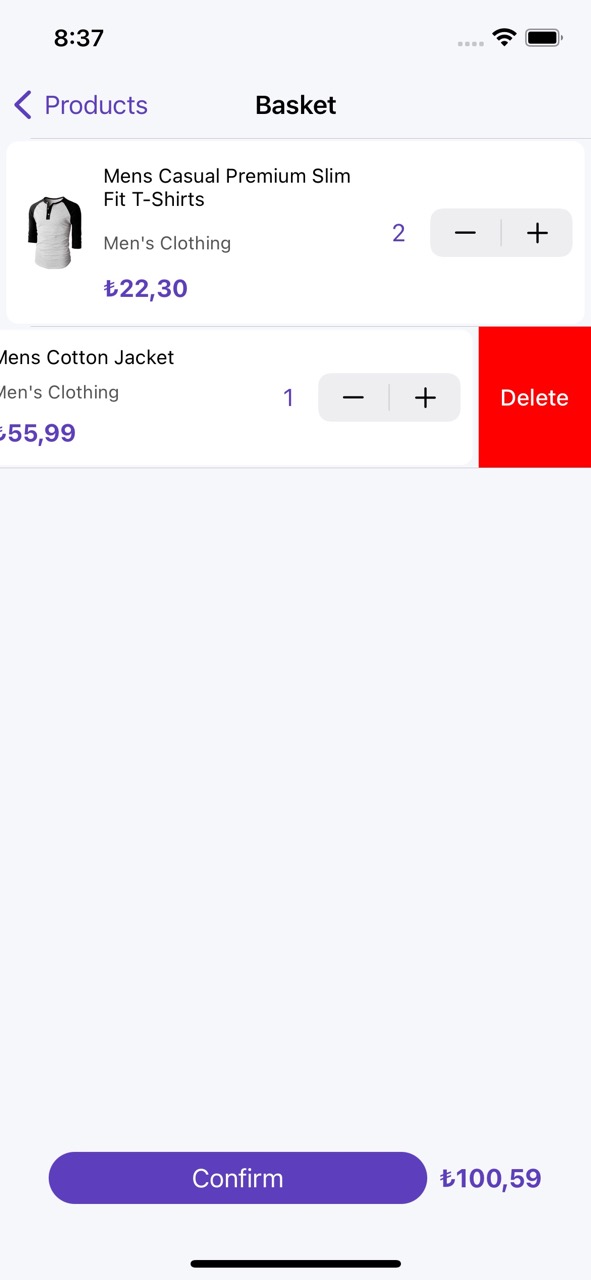 8:37
Products
Basket
Mens Casual Premium Slim
Fit T-Shirts
Men's Clothing
2
₺22,30
Mens Cotton Jacket
Men's Clothing
1
₺55,99
Delete
Confirm
₺100,59